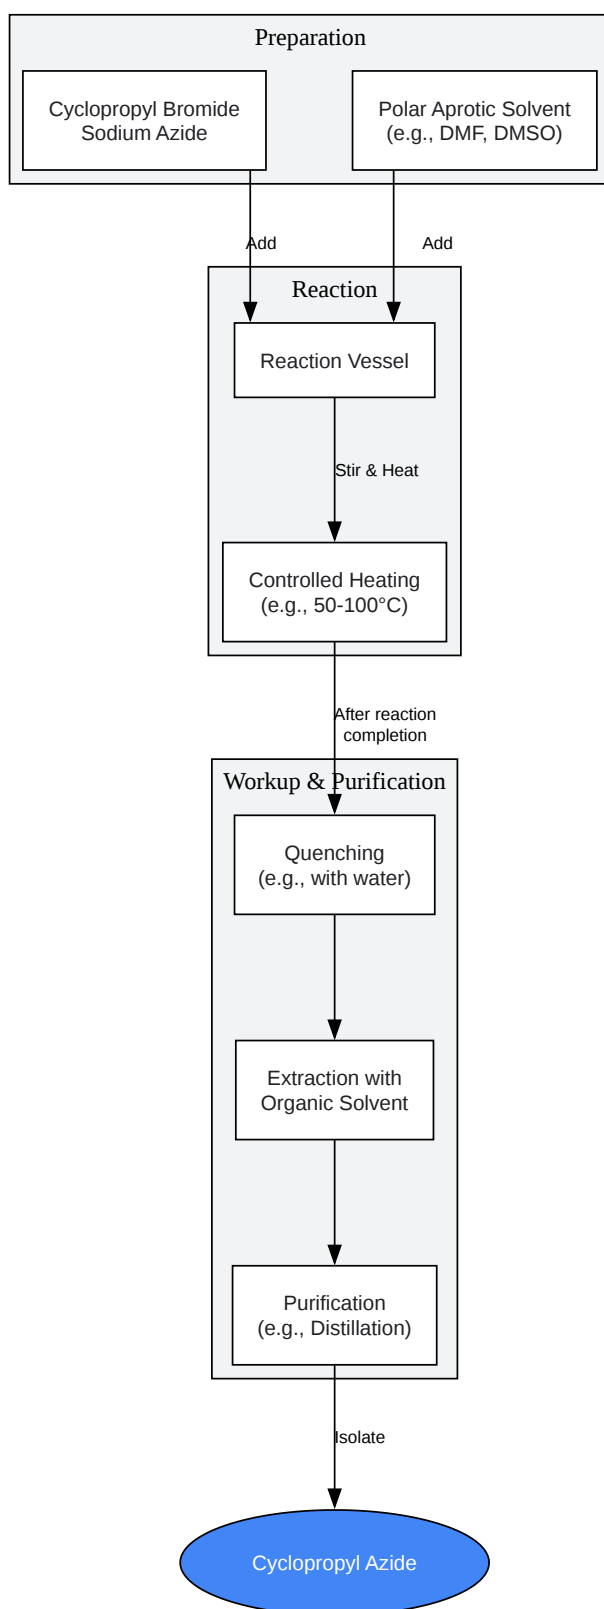 Preparation
Cyclopropyl Bromide
Sodium Azide
Polar Aprotic Solvent
(e.g., DMF, DMSO)
Add
Add
Reaction
Reaction Vessel
Stir & Heat
Controlled Heating
(e.g., 50-100°C)
After reaction
completion
Workup & Purification
Quenching
(e.g., with water)
Extraction with
Organic Solvent
Purification
(e.g., Distillation)
Isolate
Cyclopropyl Azide